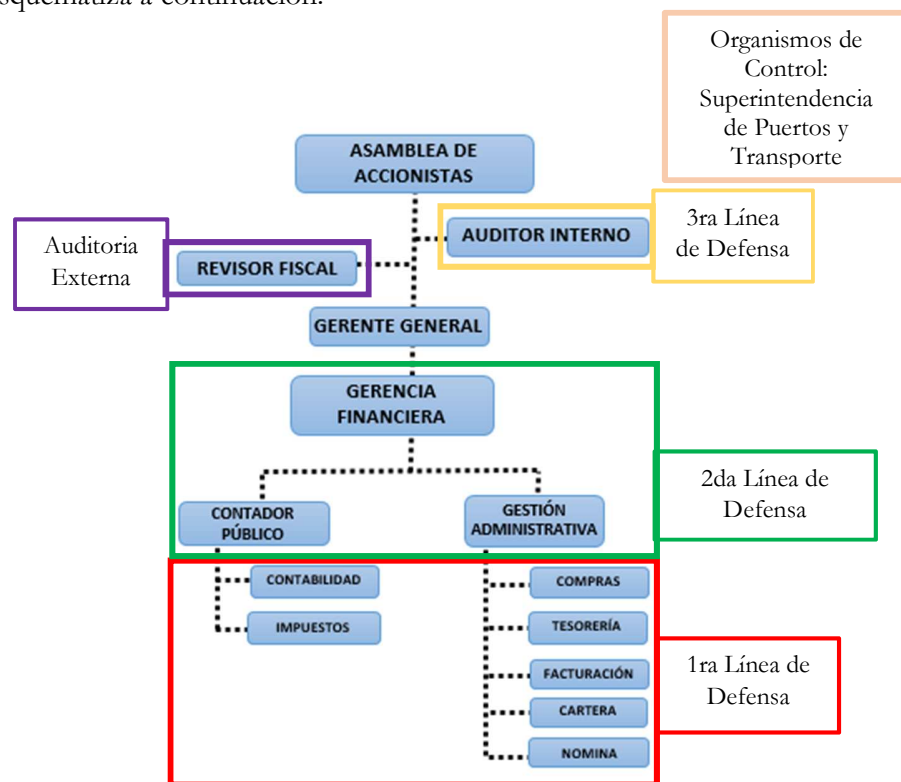 squematiza a continuación.
Organismos de
Control:
Superintendencia
de Puertos y
Transporte
ASAMBLEA DE
ACCIONISTAS
AUDITOR INTERNO
3ra Línea
de Defensa
Auditoria
Externa
REVISOR FISCAL
GERENTE GENERAL
GERENCIA
FINANCIERA
2da Línea de
Defensa
CONTADOR
PÚBLICO
GESTIÓN
ADMINISTRATIVA
CONTABILIDAD
IMPUESTOS
COMPRAS
TESORERÍA
FACTURACIÓN
CARTERA
NOMINA
1ra Línea de
Defensa